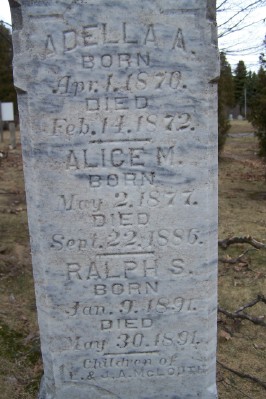 ADELLA A.
BORN
Apr. 1. 1870.
DIED
Feb. 14. 1872.
ALICE M.
BORN
May 2. 1877.
DIED
Sept. 22. 1886.
RALPH S.
BORN
Jan. 9. 1891.
DIED
May 30. 1891.
Children of
& J. A.